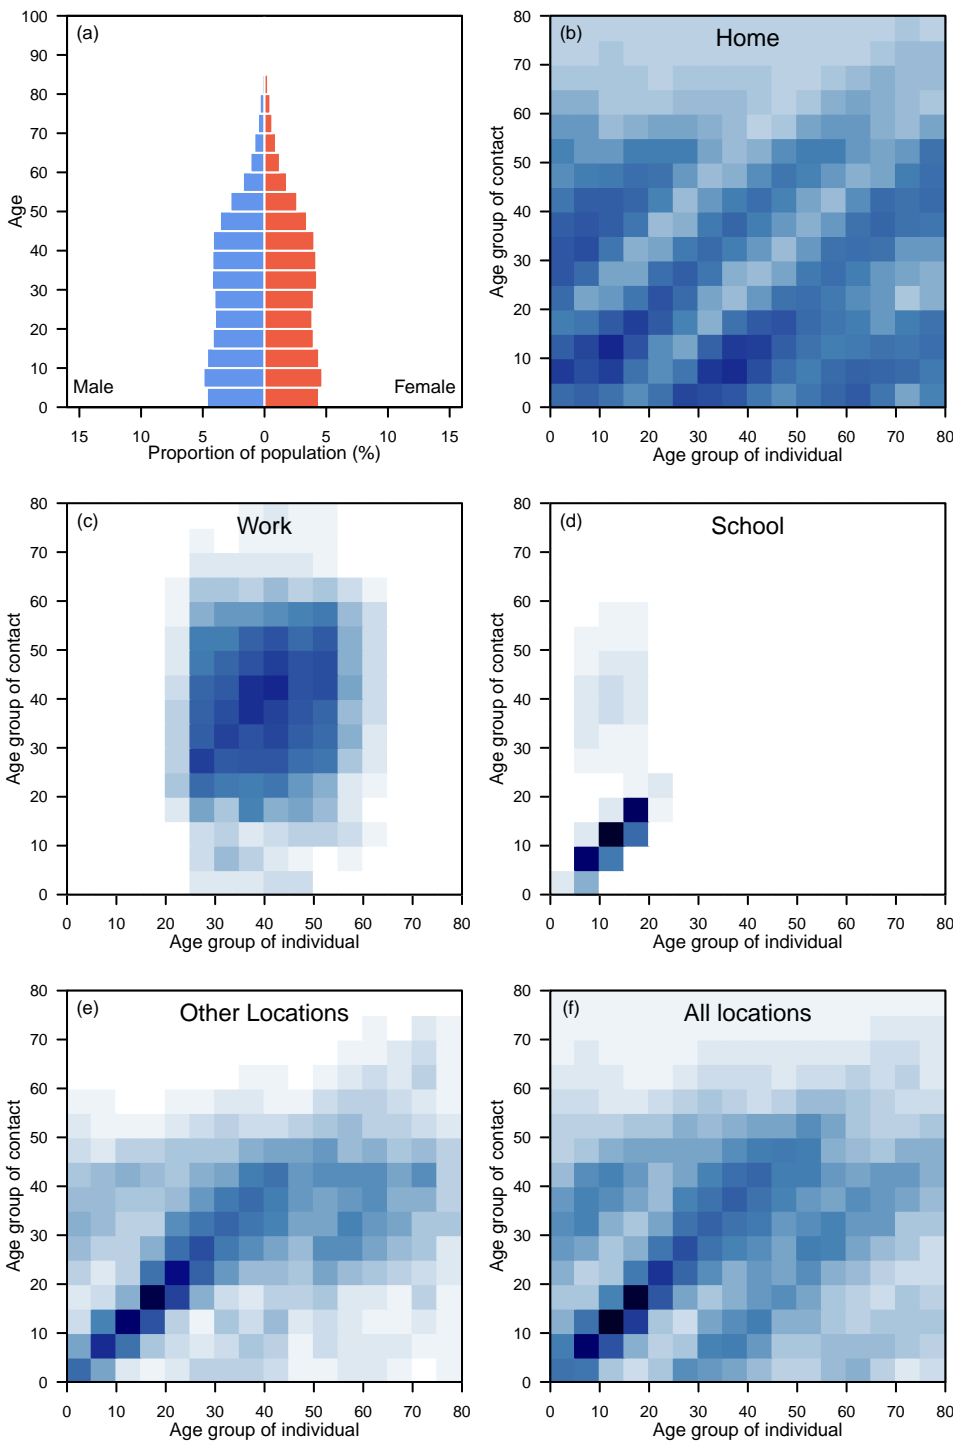 (a)
100
90
80
70
60
50
40
30
20
10
0
Age
Male
Female
15
10
5
0
5
10
15
Proportion of population (%)
(b)
Home
80
70
60
50
40
30
20
10
0
Age group of contact
0 10 20 30 40 50 60 70 80
Age group of individual
(c)
Work
80
70
60
50
40
30
20
10
0
Age group of contact
0 10 20 30 40 50 60 70 80
Age group of individual
(d)
School
80
70
60
50
40
30
20
10
0
Age group of contact
0 10 20 30 40 50 60 70 80
Age group of individual
(e)
Other Locations
80
70
60
50
40
30
20
10
0
Age group of contact
0 10 20 30 40 50 60 70 80
Age group of individual
(f)
All locations
80
70
60
50
40
30
20
10
0
Age group of contact
0 10 20 30 40 50 60 70 80
Age group of individual